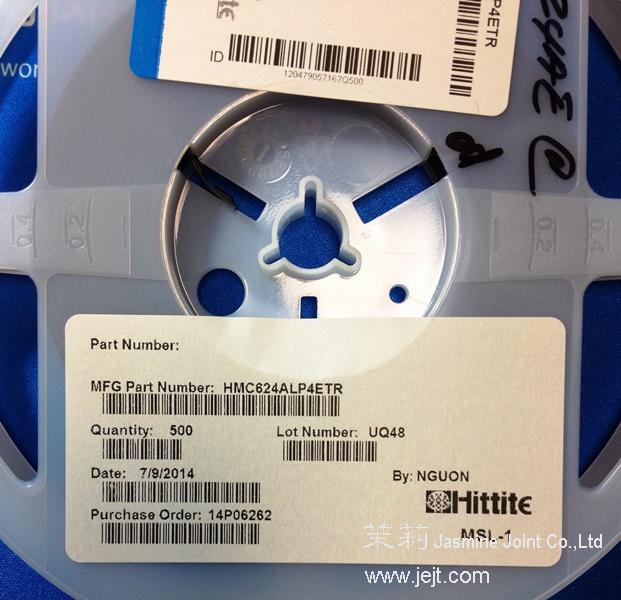 P4ETR
ID
120479057167Q500
wor
0.4
0.2
0.2
0.4
Part Number:
MFG Part Number: HMC624ALP4ETR
Quantity: 500 Lot Number: UQ48
Date: 7/9/2014 By: NGUON
Hittite
Purchase Order: 14P06262
MSL-1
茉莉 Jasmine Joint Co.,LTD
www.jejt.com